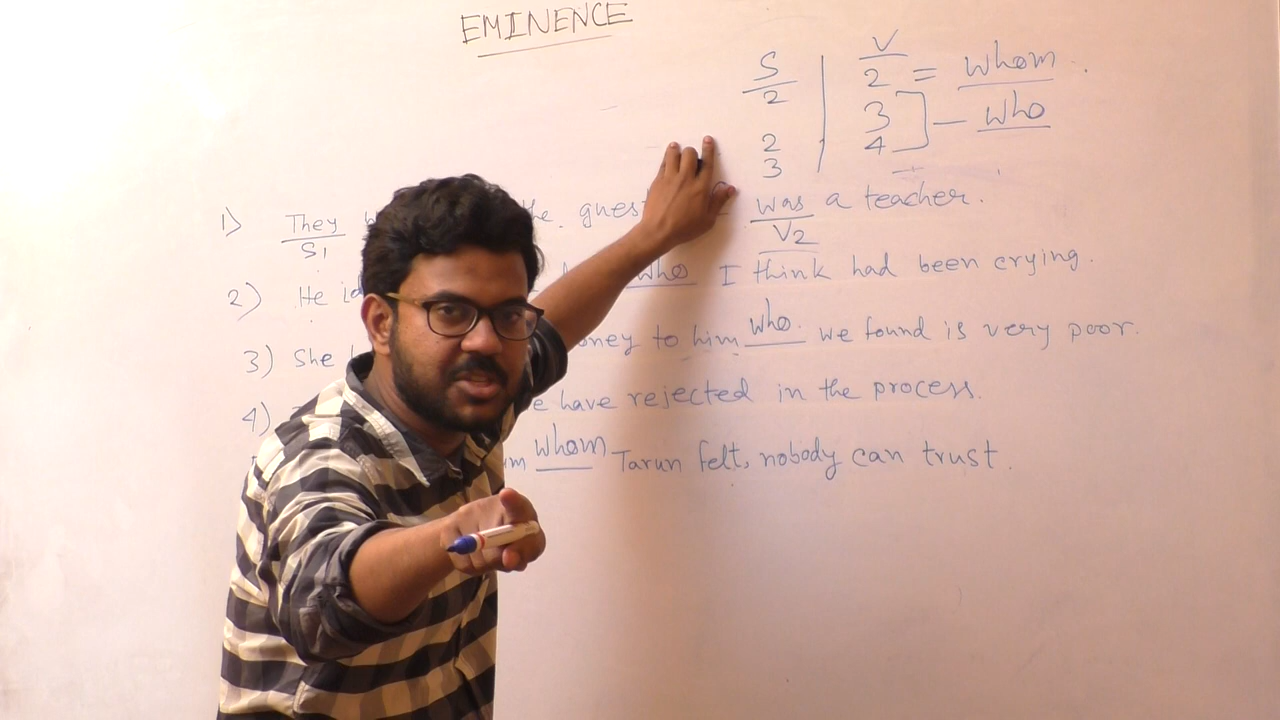 EMINENCE
S | V
2 | 2 = whom
2 | 3 ] - who
3 | 4
1) They the was a teacher.
S1 V2
2) He who I think had been crying.
3) She to him who we found is very poor.
4) have rejected in the process.
whom Tarun felt, nobody can trust.